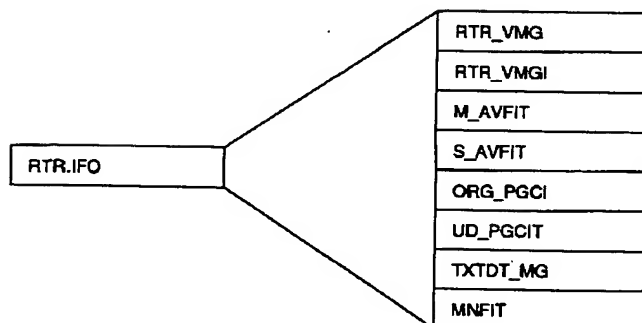 RTR.IFO
RTR_VMG
RTR_VMGI
M_AVFIT
S_AVFIT
ORG_PGCI
UD_PGCIT
TXTDT_MG
MNFIT